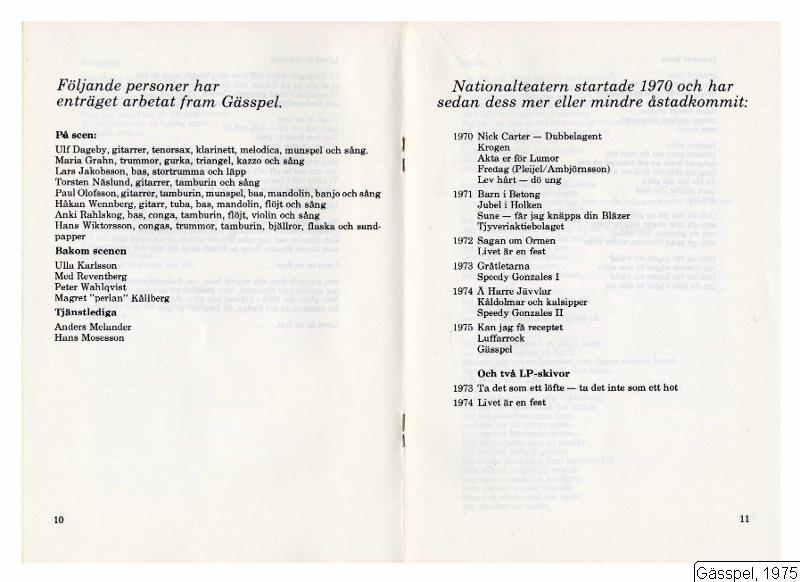 Följande personer har
enträget arbetat fram Gässpel.
På scen:
Ulf Dageby, gitarrer, tenorsax, klarinett, melodica, munspel och sång.
Maria Grahn, trummor, gurka, triangel, kazzo och sång
Lars Jakobsson, bas, stortrumma och läpp
Torsten Näslund, gitarrer, tamburin och sång
Paul Olofsson, gitarrer, tamburin, munspel, bas, mandolin, banjo och sång
Håkan Wennberg, gitarr, tuba, bas, mandolin, flöjt och sång
Anki Rahlskog, bas, conga, tamburin, flöjt, violin och sång
Hans Wiktorsson, congas, trummor, tamburin, bjällror, flaska och sand-
papper
Bakom scenen
Ulla Karlsson
Med Reventberg
Peter Wahlqvist
Magret "perlan" Källberg
Tjänstlediga
Anders Melander
Hans Mosesson
10
Nationalteatern startade 1970 och har
sedan dess mer eller mindre åstadkommit:
1970 Nick Carter — Dubbelagent
Krogen
Akta er för Lumor
Fredag (Pleijel/Ambjörnsson)
Lev hårt — dö ung
1971 Barn i Betong
Jubel i Holken
Sune — får jag knäppa din Bläzer
Tjyveriaktiebolaget
1972 Sagan om Ormen
Livet är en fest
1973 Gråtletarna
Speedy Gonzales I
1974 Å Harre Jävvlar
Kåldolmar och kalsipper
Speedy Gonzales II
1975 Kan jag få receptet
Luffarrock
Gässpel
Och två LP-skivor
1973 Ta det som ett löfte — ta det inte som ett hot
1974 Livet är en fest
11
Gässpel, 1975